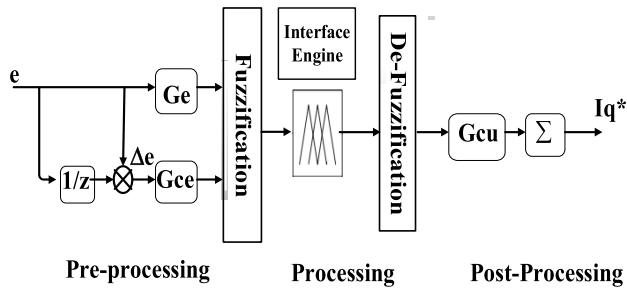 e
Ge
1/z
Δe
Gce
Fuzzification
Interface
Engine
De-Fuzzification
Gcu
Σ
Iq*
Pre-processing
Processing
Post-Processing